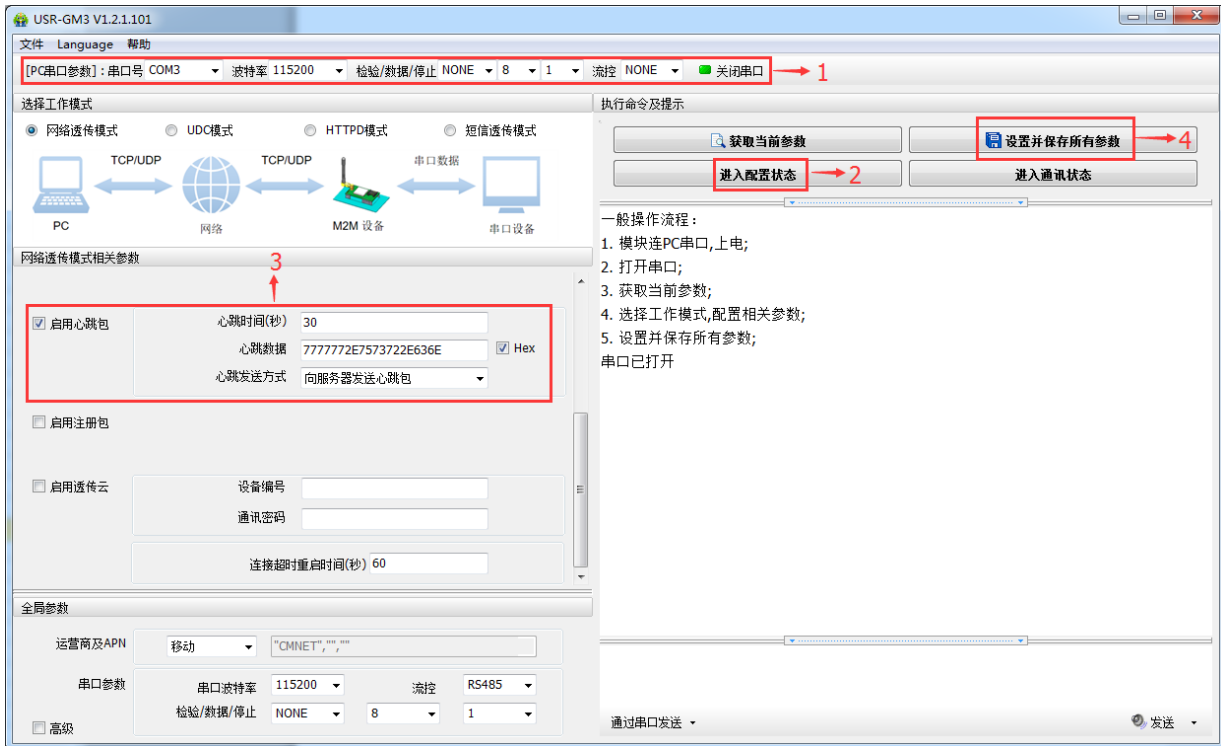 USR-GM3 V1.2.1.101
文件 Language 帮助
[PC串口参数]：串口号 COM3 波特率 115200 检验/数据/停止 NONE 8 1 流控 NONE 关闭串口 1
选择工作模式
网络透传模式 UDC模式 HTTPD模式 短信透传模式
TCP/UDP TCP/UDP 串口数据
PC 网络 M2M 设备 串口设备
网络透传模式相关参数
3
启用心跳包 心跳时间(秒) 30
心跳数据 7777772E7573722E636E Hex
心跳发送方式 向服务器发送心跳包
启用注册包
启用透传云 设备编号
通讯密码
连接超时重启时间(秒) 60
全局参数
运营商及APN 移动 "CMNET","",""
串口参数 串口波特率 115200 流控 RS485
检验/数据/停止 NONE 8 1
高级
执行命令及提示
获取当前参数 设置并保存所有参数 4
进入配置状态 2 进入通讯状态
一般操作流程：
1. 模块连PC串口,上电;
2. 打开串口;
3. 获取当前参数;
4. 选择工作模式,配置相关参数;
5. 设置并保存所有参数;
串口已打开
通过串口发送 发送